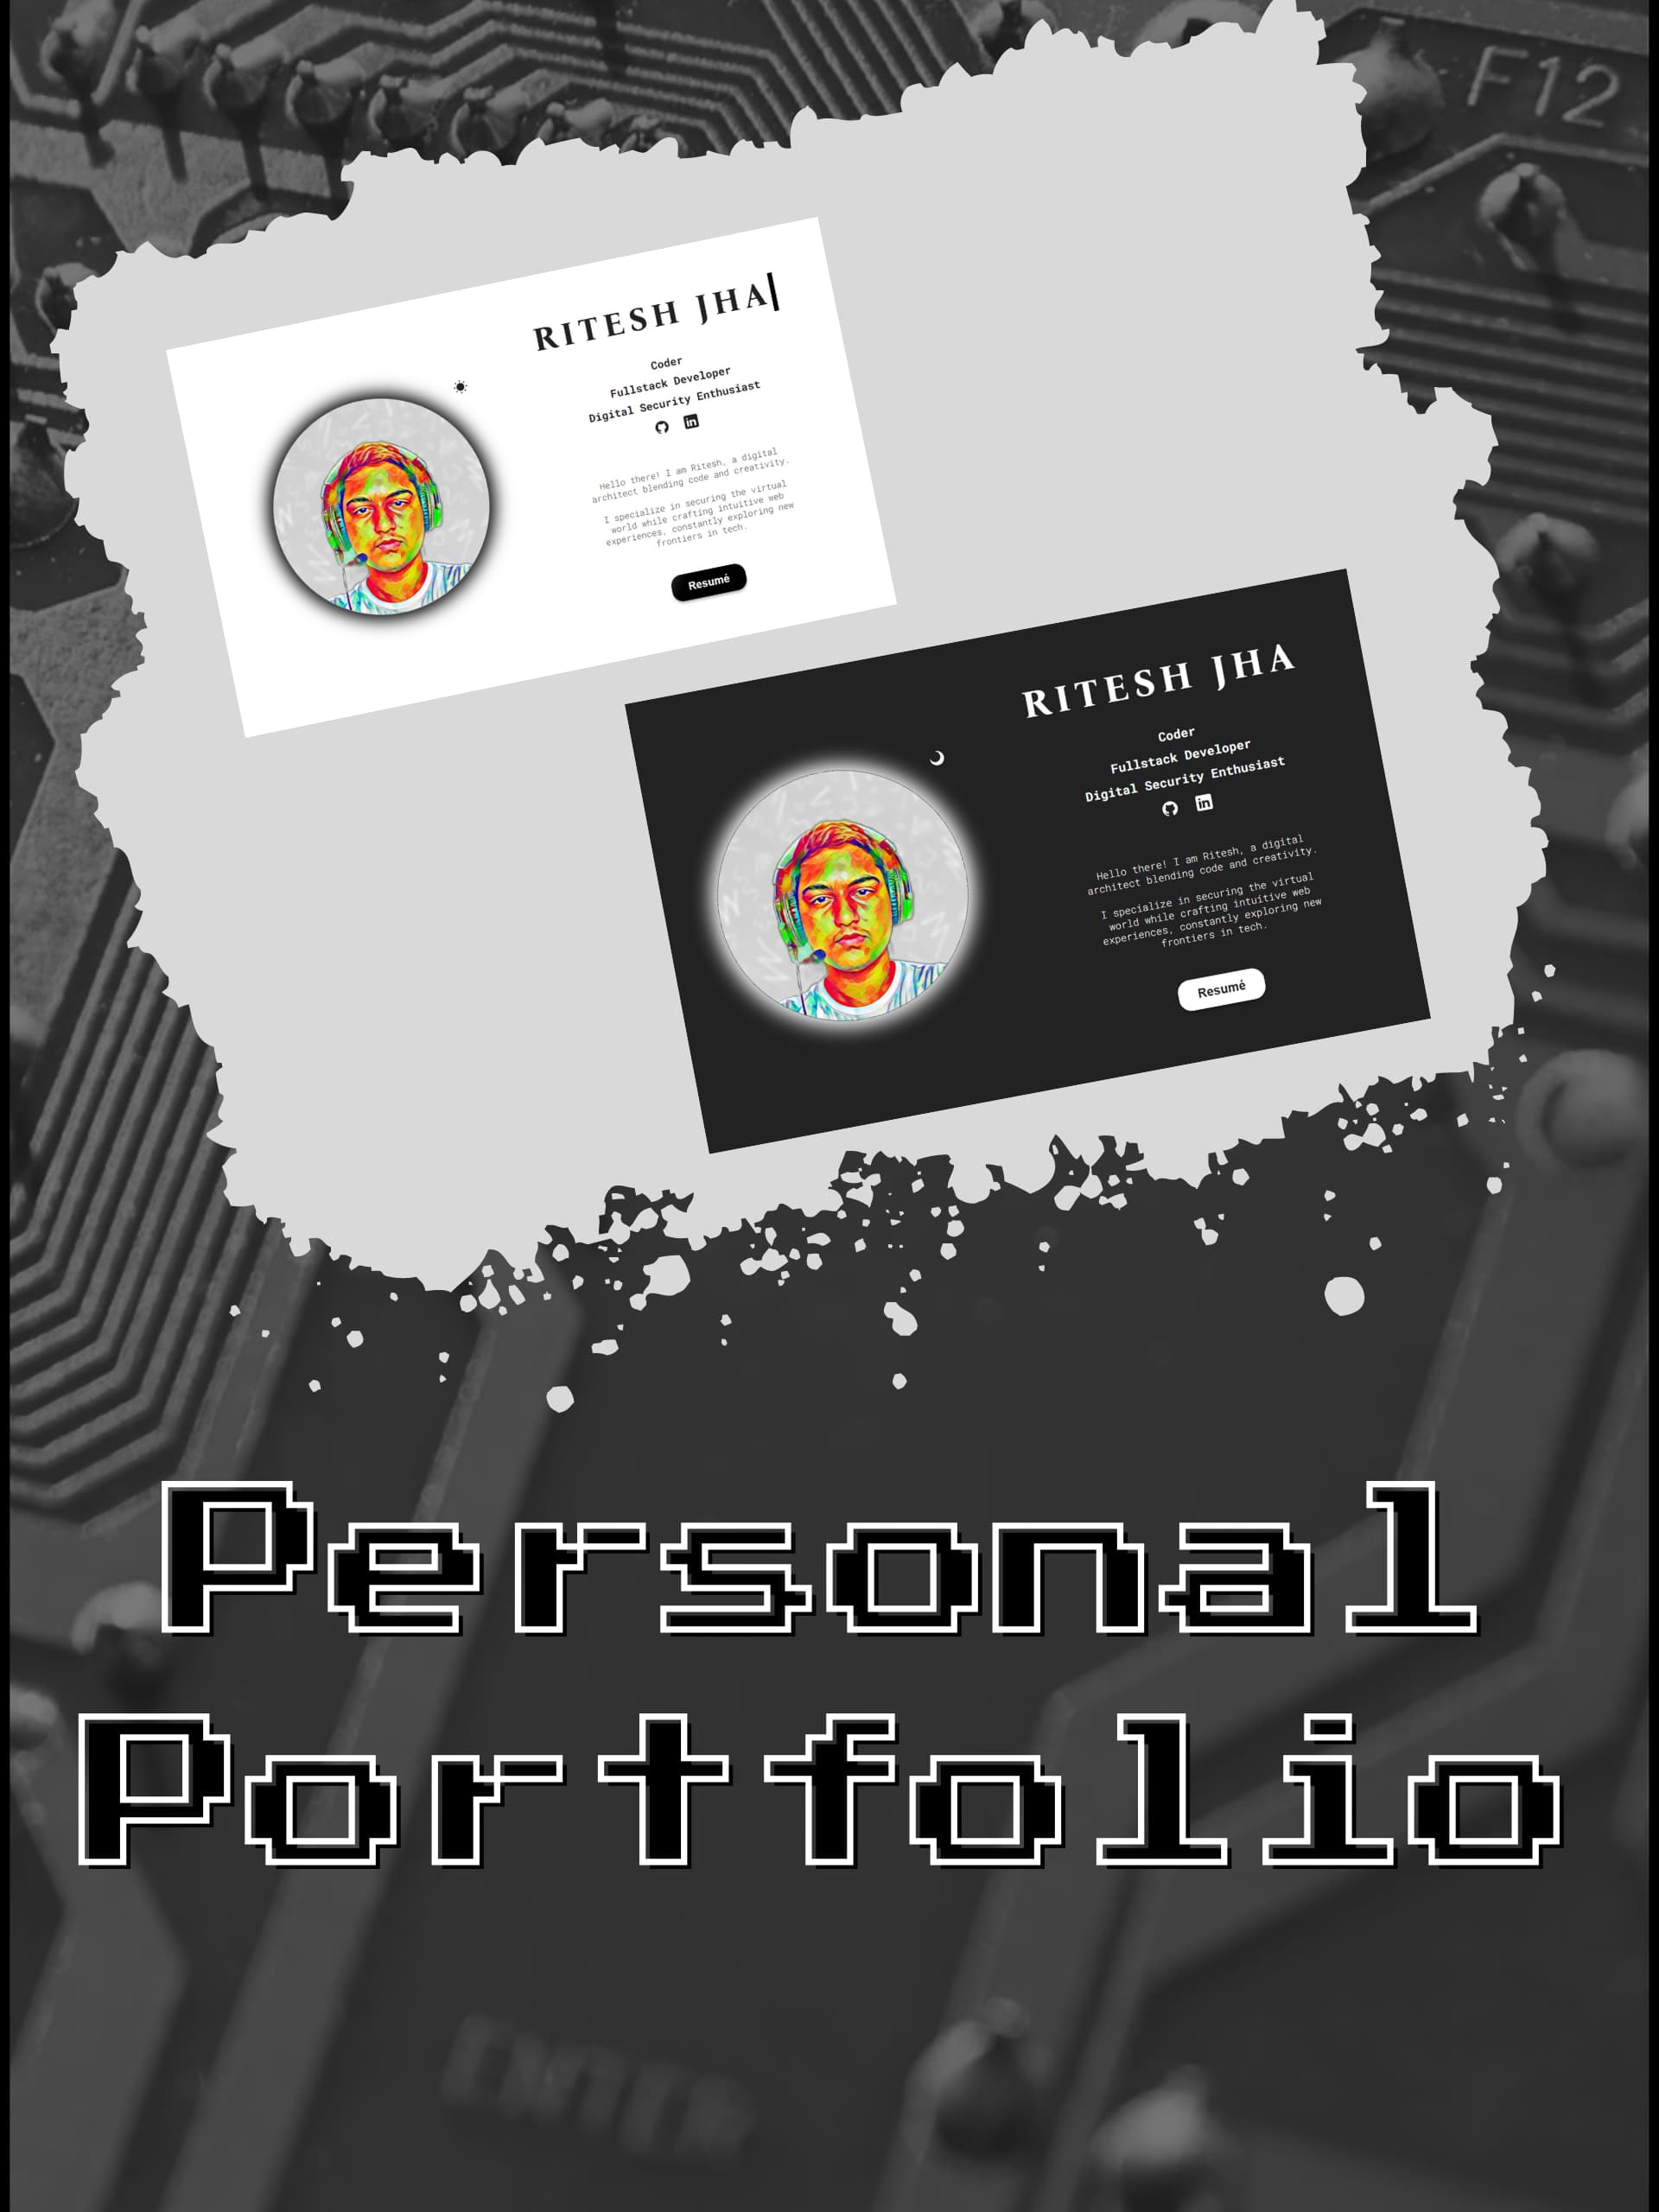 F12
RITESH JHA
Coder
Fullstack Developer
Digital Security Enthusiast
in
Hello there! I am Ritesh, a digital
architect blending code and creativity.
I specialize in securing the virtual
world while crafting intuitive web
experiences, constantly exploring new
frontiers in tech.
Resumé
RITESH JHA
Coder
Fullstack Developer
Digital Security Enthusiast
in
Hello there! I am Ritesh, a digital
architect blending code and creativity.
I specialize in securing the virtual
world while crafting intuitive web
experiences, constantly exploring new
frontiers in tech.
Resumé
Personal
Portfolio